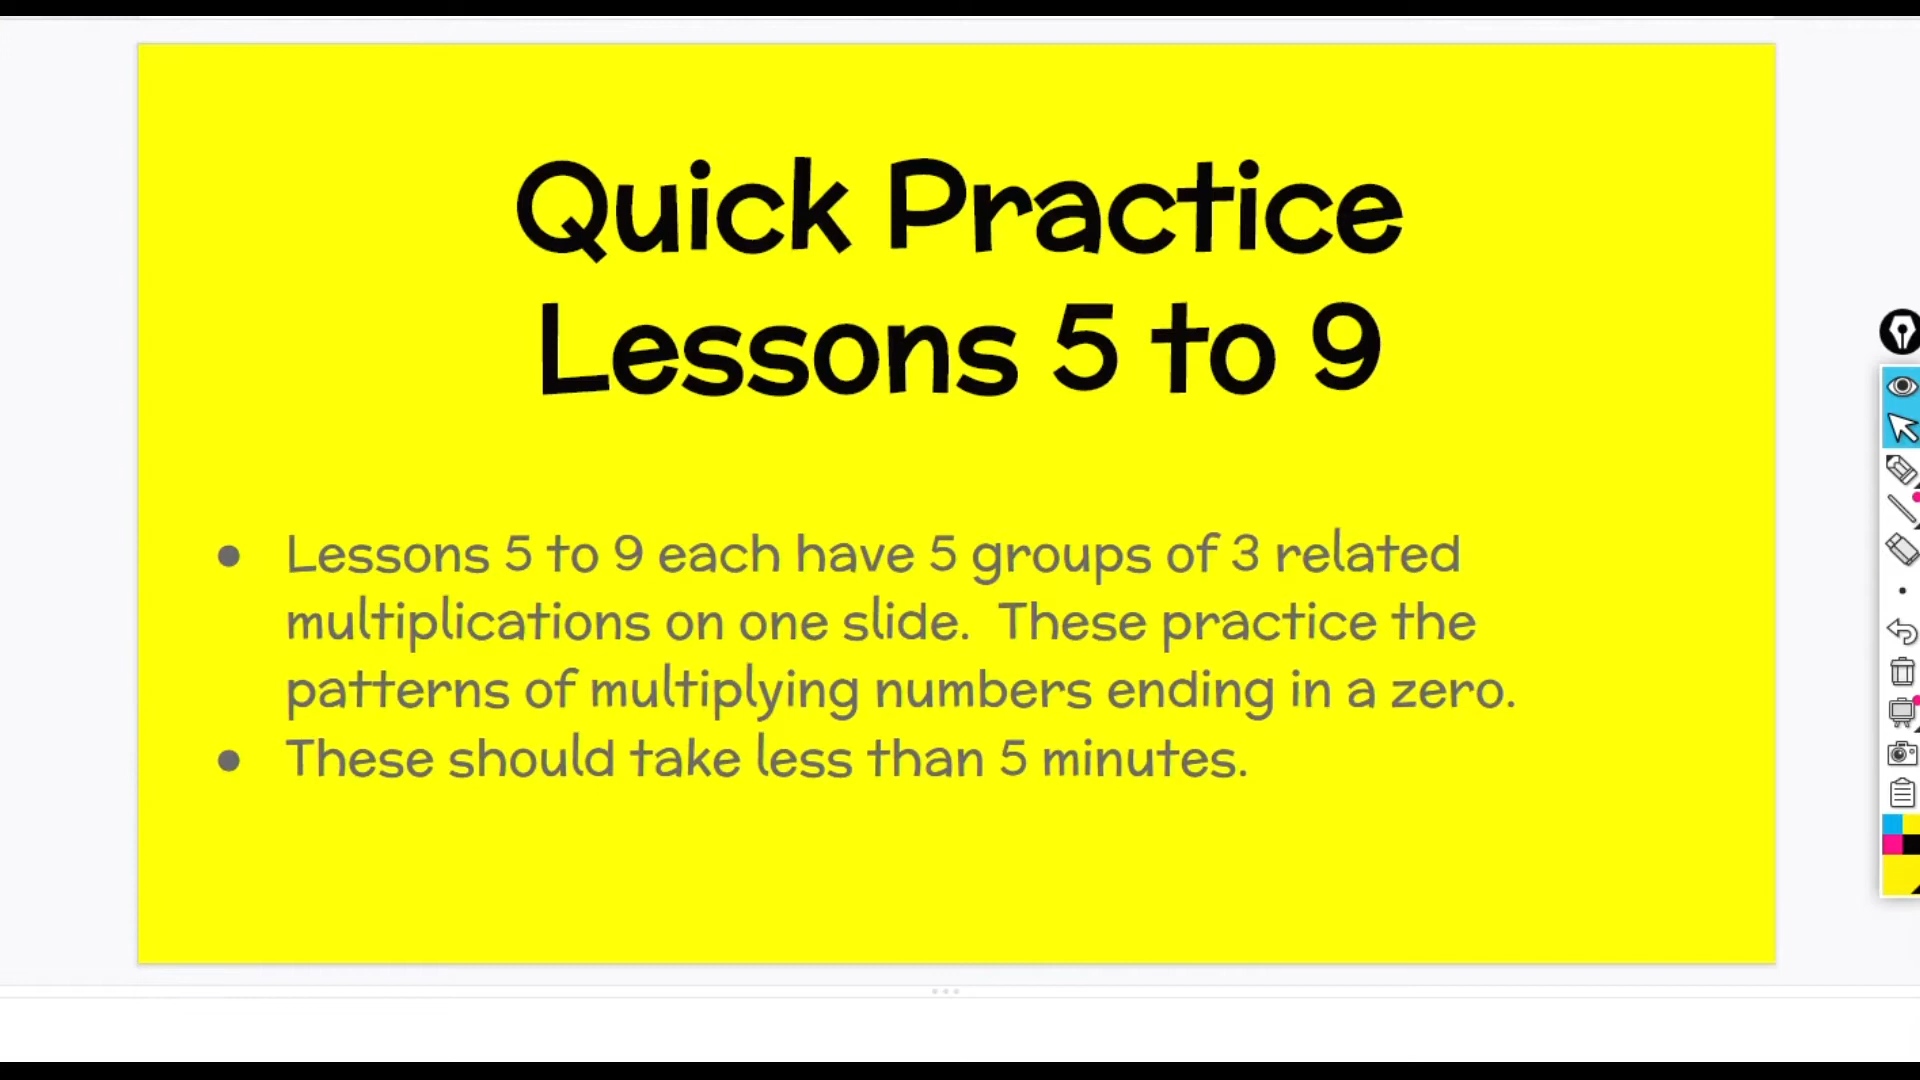 Quick Practice
Lessons 5 to 9
● Lessons 5 to 9 each have 5 groups of 3 related
multiplications on one slide.  These practice the
patterns of multiplying numbers ending in a zero.
● These should take less than 5 minutes.